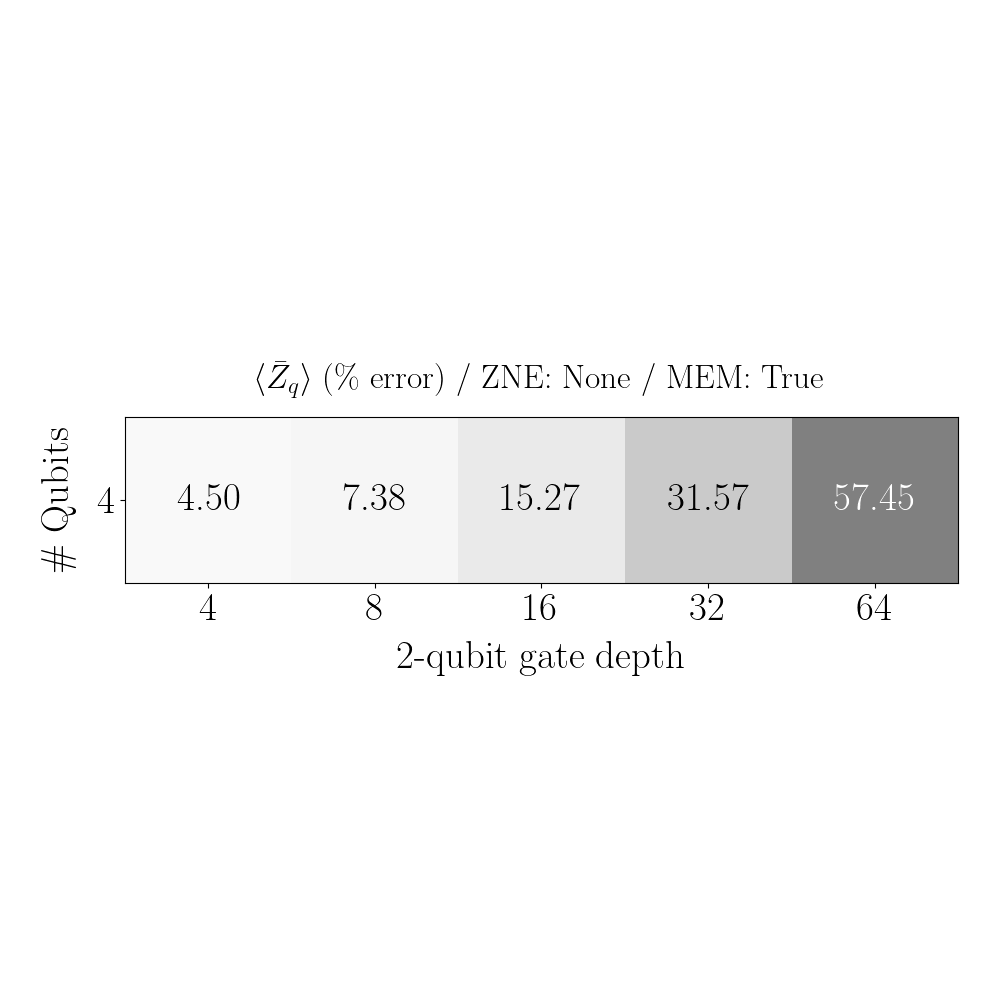 ⟨Z̄_q⟩ (% error) / ZNE: None / MEM: True
# Qubits
4
4.50 7.38 15.27 31.57 57.45
4 8 16 32 64
2-qubit gate depth